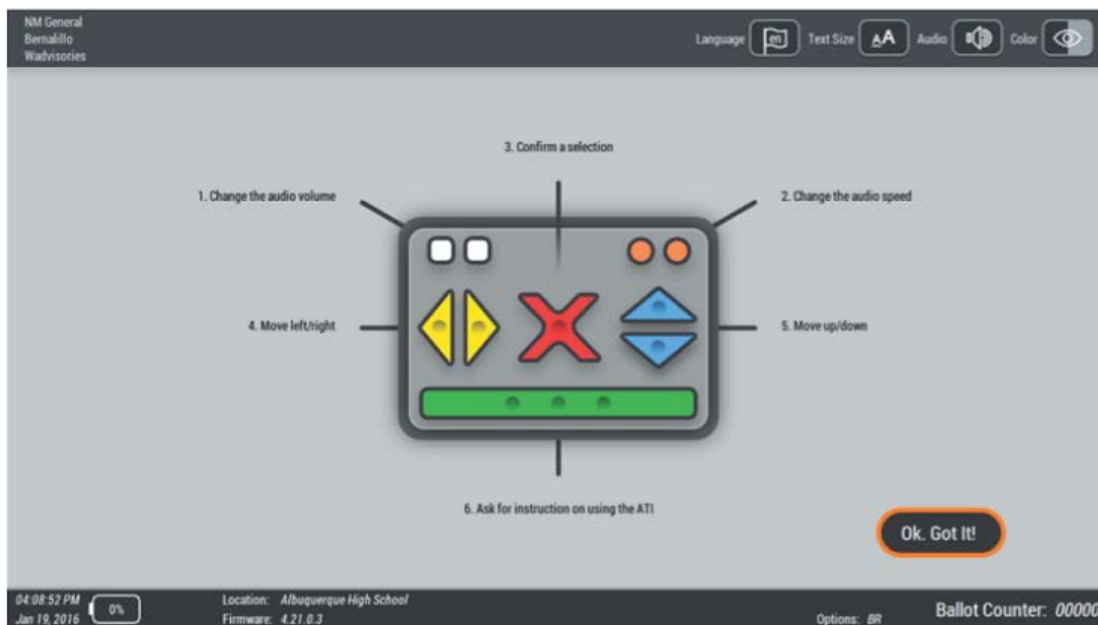 NM General
Bernalillo
Wadvisories
Language en Text Size AA Audio Color
3. Confirm a selection
1. Change the audio volume
2. Change the audio speed
4. Move left/right
5. Move up/down
6. Ask for instruction on using the ATI
Ok. Got It!
04:08:52 PM
Jan 19, 2016
0%
Location: Albuquerque High School
Firmware: 4.21.0.3
Options: BR
Ballot Counter: 00000